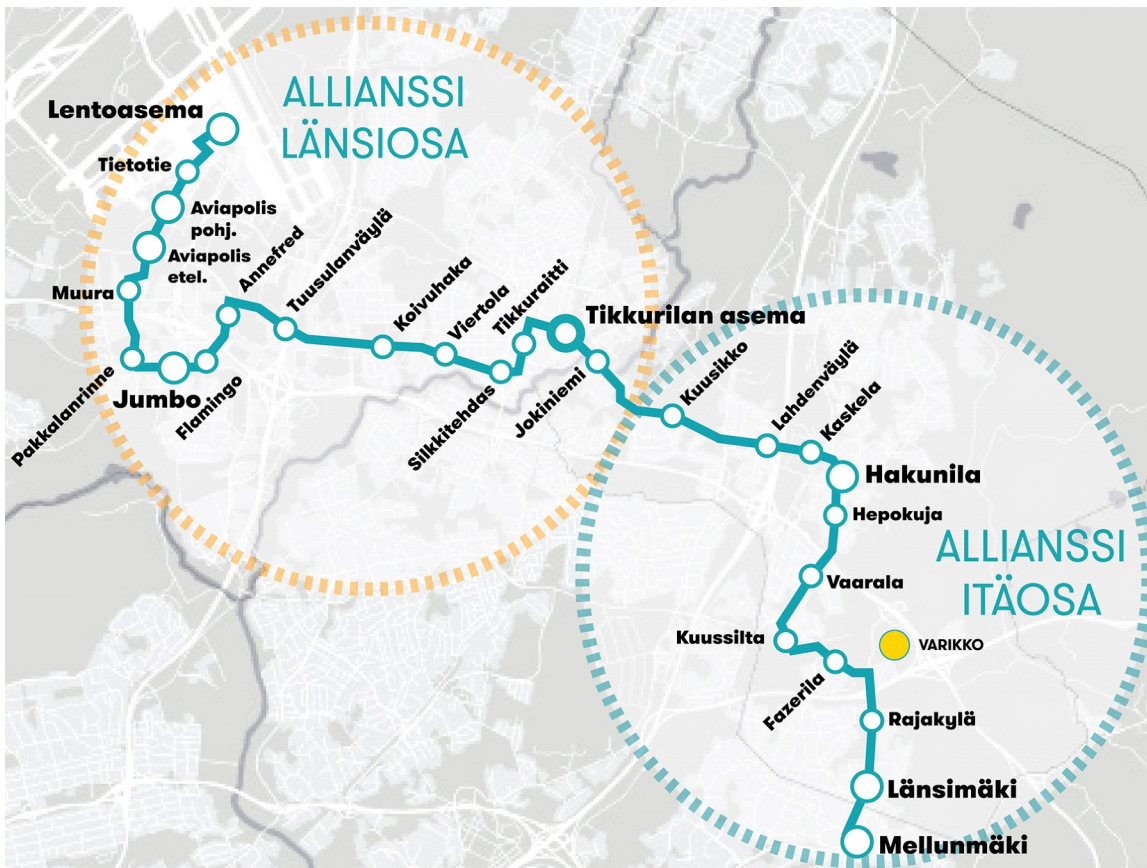 ALLIANSSI
LÄNSIOSA
Lentoasema
Tietotie
Aviapolis
pohj.
Aviapolis
etel.
Muura
Pakkalanrinne
Jumbo
Flamingo
Annefred
Tuusulanväylä
Koivuhaka
Viertola
Silkkitehdas
Tikkuraitti
Tikkurilan asema
Jokiniemi
Kuusikko
Lahdenväylä
Kaskela
Hakunila
Hepokuja
ALLIANSSI
ITÄOSA
Vaarala
Kuussilta
VARIKKO
Fazerila
Rajakylä
Länsimäki
Mellunmäki